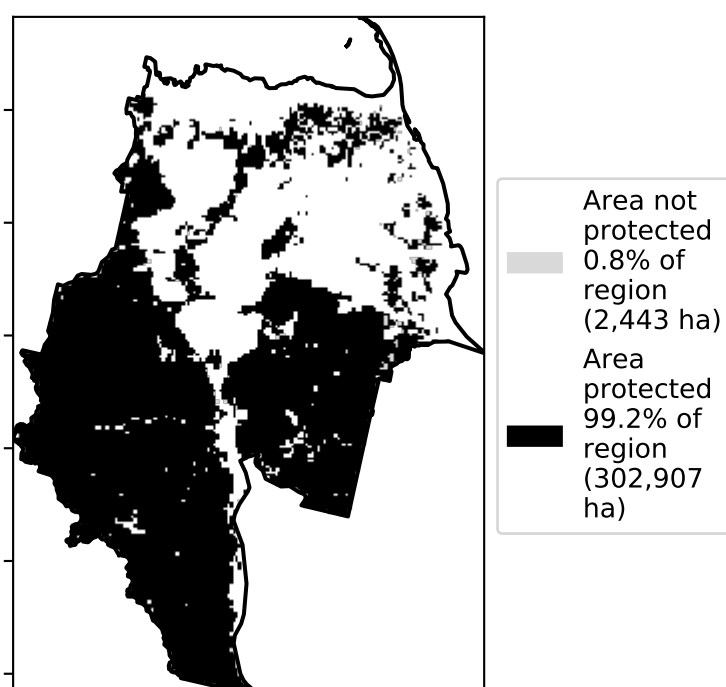 Area not
protected
0.8% of
region
(2,443 ha)
Area
protected
99.2% of
region
(302,907
ha)